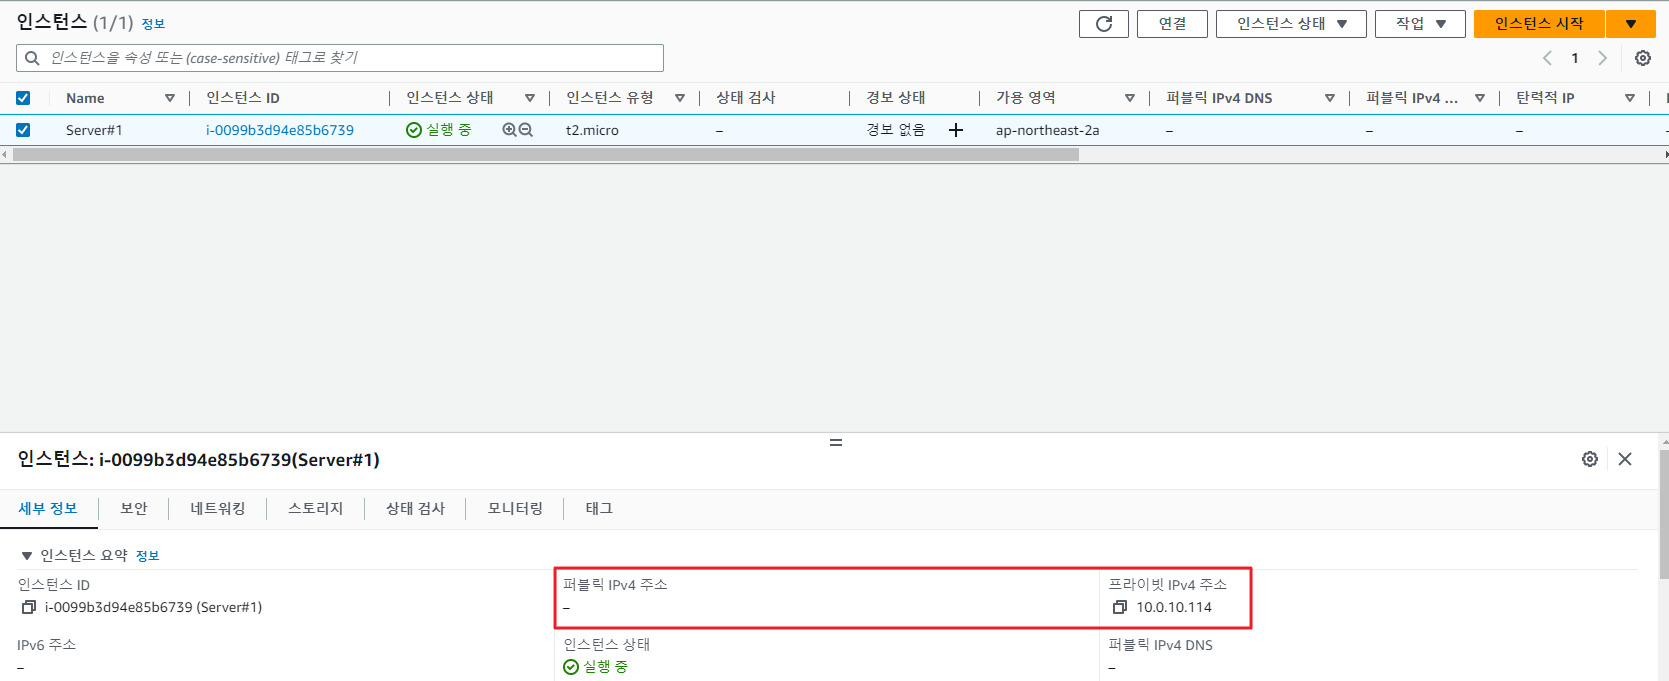 인스턴스 (1/1) 정보
연결 인스턴스 상태 작업 인스턴스 시작
인스턴스을 속성 또는 (case-sensitive) 태그로 찾기
1
Name 인스턴스 ID 인스턴스 상태 인스턴스 유형 상태 검사 경보 상태 가용 영역 퍼블릭 IPv4 DNS 퍼블릭 IPv4 ... 탄력적 IP
Server#1 i-0099b3d94e85b6739 실행 중 t2.micro – 경보 없음 + ap-northeast-2a – – –
인스턴스: i-0099b3d94e85b6739(Server#1)
세부 정보 보안 네트워킹 스토리지 상태 검사 모니터링 태그
인스턴스 요약 정보
인스턴스 ID 퍼블릭 IPv4 주소 프라이빗 IPv4 주소
i-0099b3d94e85b6739 (Server#1) – 10.0.10.114
IPv6 주소 인스턴스 상태 퍼블릭 IPv4 DNS
– 실행 중 –